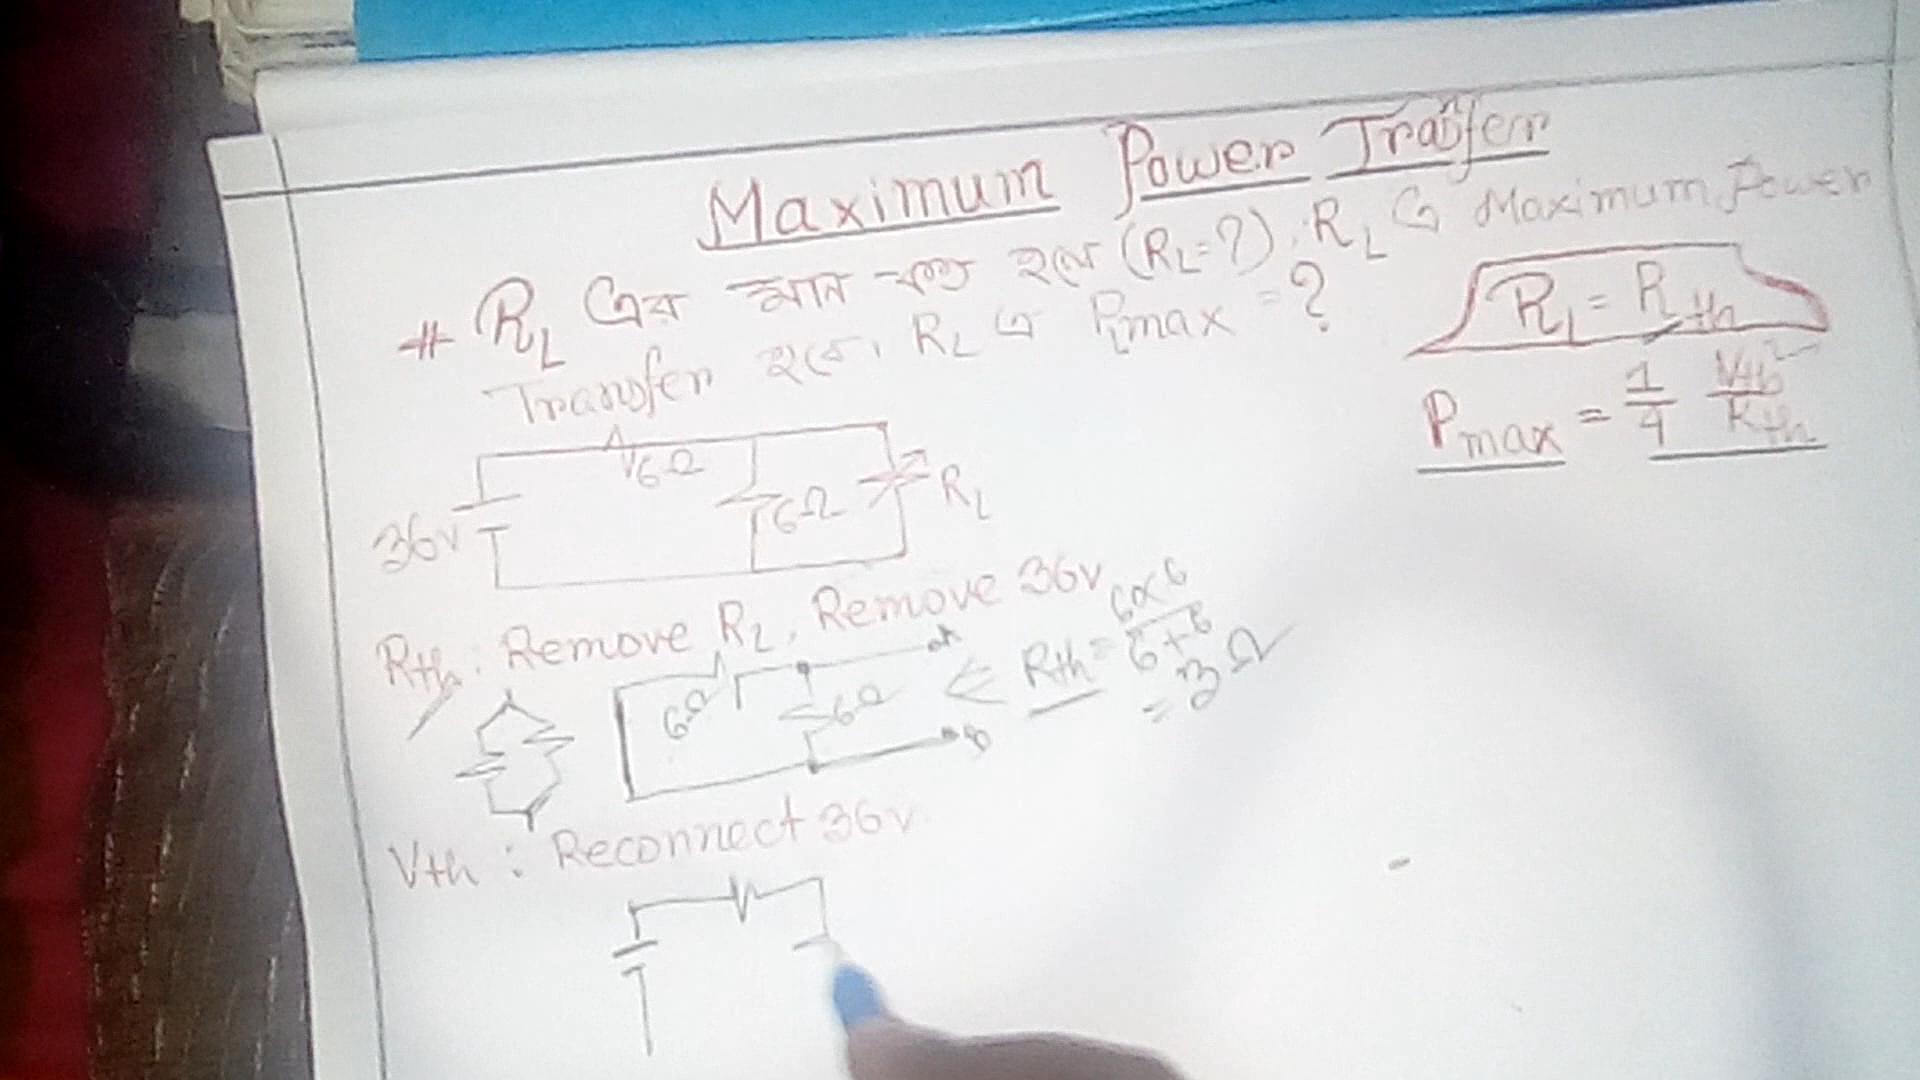 Maximum Power Tranfer
# RL এর মান কত হলে (RL=?). RL এ Maximum Power
Transfer হবে। RL এ Pmax = ?
RL = Rth
Pmax = 1/4 Vth²/Rth
6Ω
36v
6Ω
RL
Rth: Remove RL, Remove 36v
6Ω
6Ω
A
B
⇐ Rth = 6×6/6+6
= 3Ω
Vth : Reconnect 36v